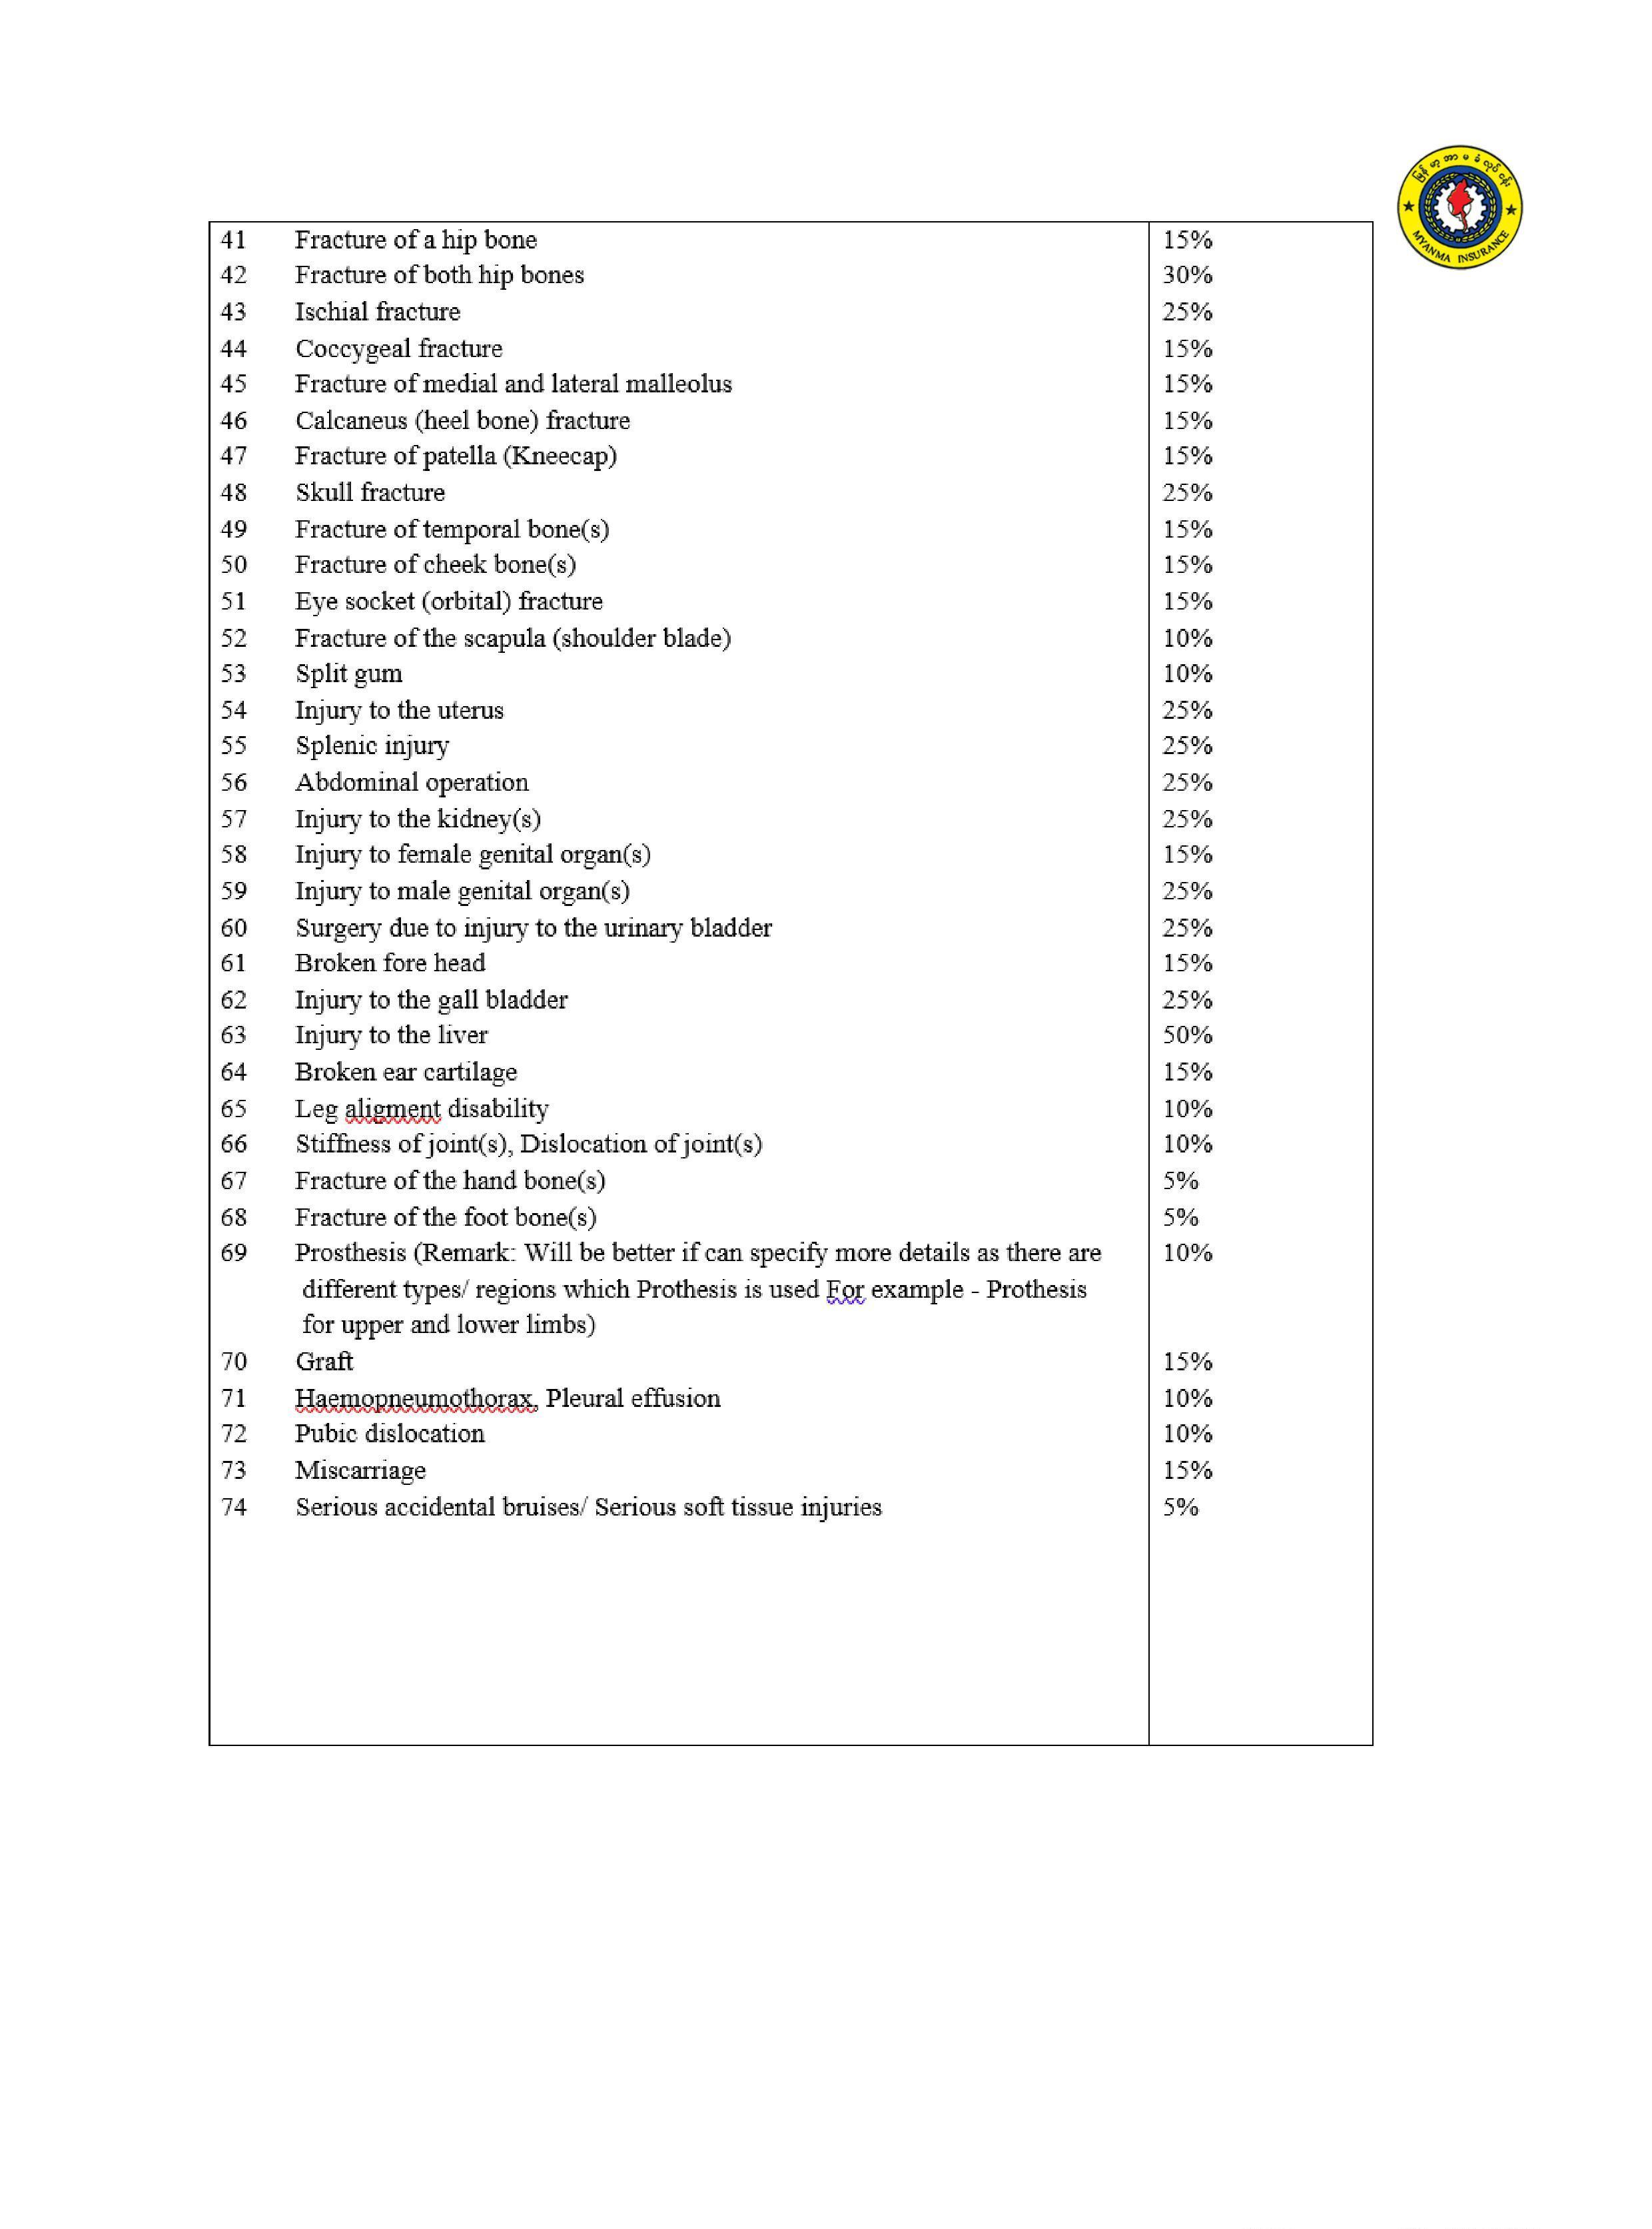 မြန်မာ့အာမခံလုပ်ငန်း
MYANMA INSURANCE
41 Fracture of a hip bone 15%
42 Fracture of both hip bones 30%
43 Ischial fracture 25%
44 Coccygeal fracture 15%
45 Fracture of medial and lateral malleolus 15%
46 Calcaneus (heel bone) fracture 15%
47 Fracture of patella (Kneecap) 15%
48 Skull fracture 25%
49 Fracture of temporal bone(s) 15%
50 Fracture of cheek bone(s) 15%
51 Eye socket (orbital) fracture 15%
52 Fracture of the scapula (shoulder blade) 10%
53 Split gum 10%
54 Injury to the uterus 25%
55 Splenic injury 25%
56 Abdominal operation 25%
57 Injury to the kidney(s) 25%
58 Injury to female genital organ(s) 15%
59 Injury to male genital organ(s) 25%
60 Surgery due to injury to the urinary bladder 25%
61 Broken fore head 15%
62 Injury to the gall bladder 25%
63 Injury to the liver 50%
64 Broken ear cartilage 15%
65 Leg aligment disability 10%
66 Stiffness of joint(s), Dislocation of joint(s) 10%
67 Fracture of the hand bone(s) 5%
68 Fracture of the foot bone(s) 5%
69 Prosthesis (Remark: Will be better if can specify more details as there are 10%
different types/ regions which Prothesis is used For example - Prothesis
for upper and lower limbs)
70 Graft 15%
71 Haemopneumothorax, Pleural effusion 10%
72 Pubic dislocation 10%
73 Miscarriage 15%
74 Serious accidental bruises/ Serious soft tissue injuries 5%